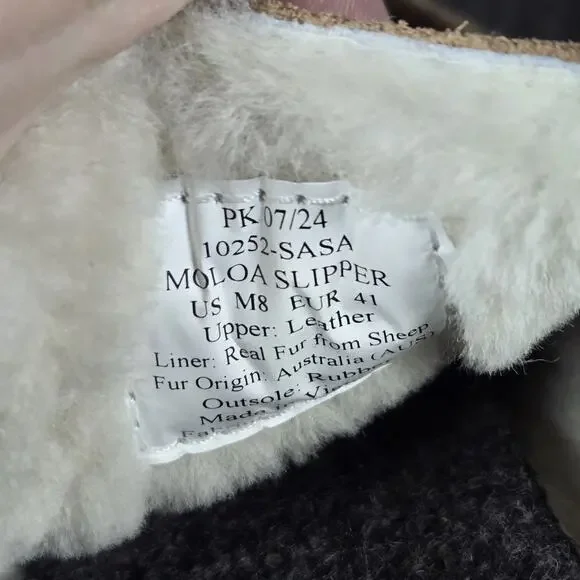 PK 07/24
10252-SASA
MOLOA SLIPPER
US M8 EUR 41
Upper: Leather
Liner: Real Fur from Sheep,
Fur Origin: Australia (AUS)
Outsole:
Made